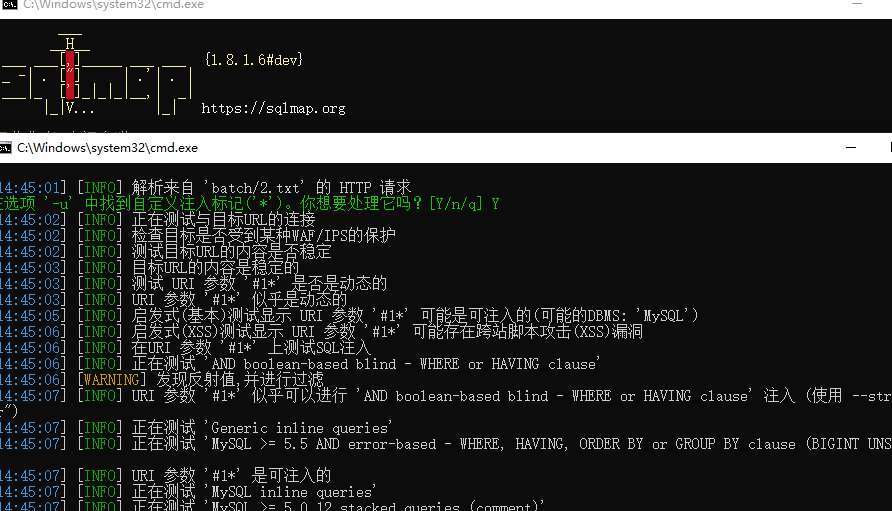 C:\Windows\system32\cmd.exe
{1.8.1.6#dev}
https://sqlmap.org
C:\Windows\system32\cmd.exe
14:45:01] [INFO] 解析来自 'batch/2.txt' 的 HTTP 请求
在选项 '-u' 中找到自定义注入标记('*')。你想要处理它吗? [Y/n/q] Y
14:45:02] [INFO] 正在测试与目标URL的连接
14:45:02] [INFO] 检查目标是否受到某种WAF/IPS的保护
14:45:02] [INFO] 测试目标URL的内容是否稳定
14:45:03] [INFO] 目标URL的内容是稳定的
14:45:03] [INFO] 测试 URI 参数 '#1*' 是否是动态的
14:45:03] [INFO] URI 参数 '#1*' 似乎是动态的
14:45:05] [INFO] 启发式(基本)测试显示 URI 参数 '#1*' 可能是可注入的(可能的DBMS: 'MySQL')
14:45:06] [INFO] 启发式(XSS)测试显示 URI 参数 '#1*' 可能存在跨站脚本攻击(XSS)漏洞
14:45:06] [INFO] 在URI 参数 '#1*' 上测试SQL注入
14:45:06] [INFO] 正在测试 'AND boolean-based blind - WHERE or HAVING clause'
14:45:06] [WARNING] 发现反射值,并进行过滤
14:45:07] [INFO] URI 参数 '#1*' 似乎可以进行 'AND boolean-based blind - WHERE or HAVING clause' 注入 (使用 --str
r")
14:45:07] [INFO] 正在测试 'Generic inline queries'
14:45:07] [INFO] 正在测试 'MySQL >= 5.5 AND error-based - WHERE, HAVING, ORDER BY or GROUP BY clause (BIGINT UNS
14:45:07] [INFO] URI 参数 '#1*' 是可注入的
14:45:07] [INFO] 正在测试 'MySQL inline queries'
14:45:07] [INFO] 正在测试 'MySQL >= 5.0.12 stacked queries (comment)'